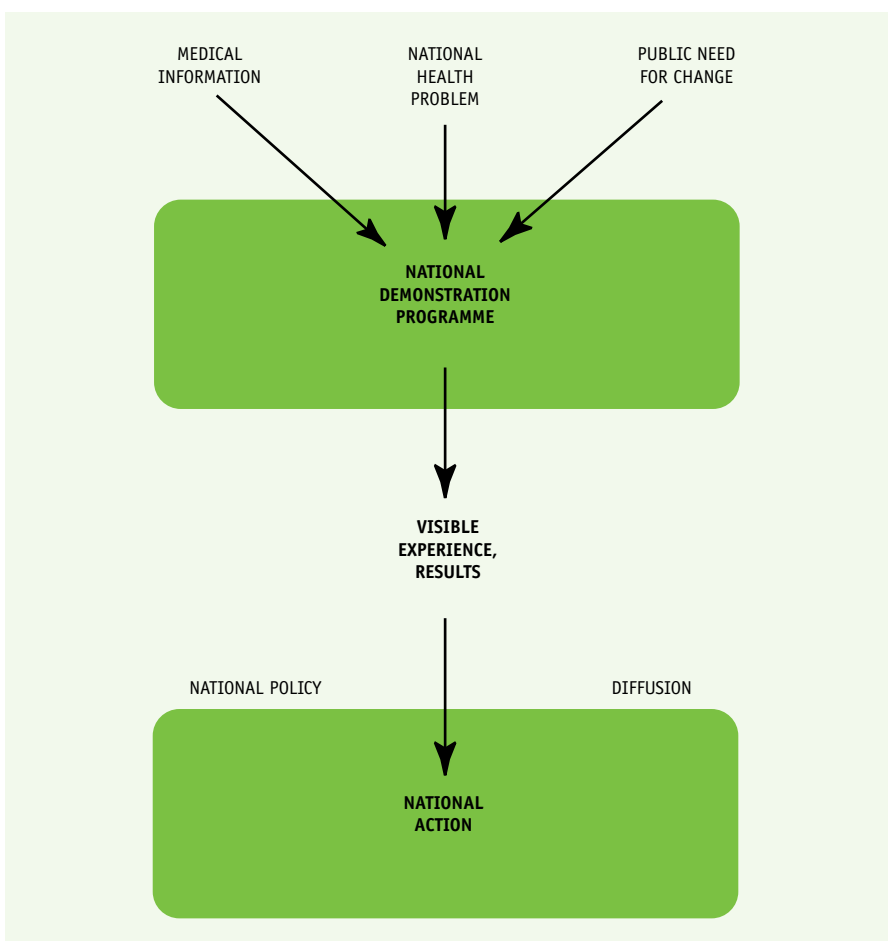 MEDICAL
INFORMATION
NATIONAL
HEALTH
PROBLEM
PUBLIC NEED
FOR CHANGE
NATIONAL
DEMONSTRATION
PROGRAMME
VISIBLE
EXPERIENCE,
RESULTS
NATIONAL POLICY
DIFFUSION
NATIONAL
ACTION